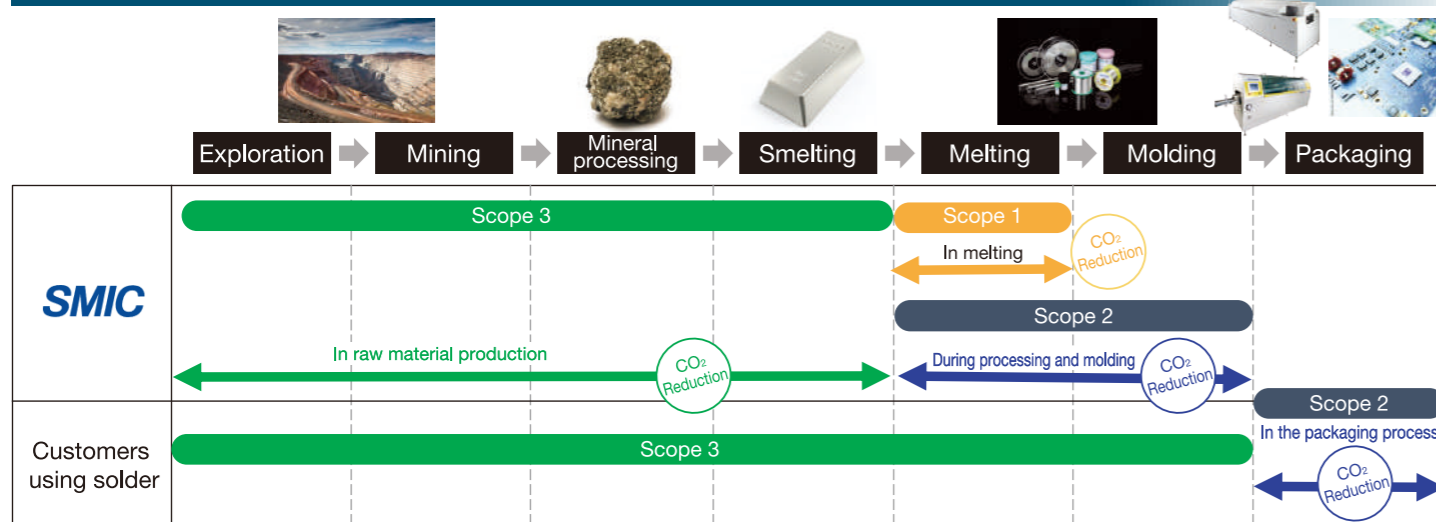 Exploration
Mining
Mineral
processing
Smelting
Melting
Molding
Packaging
Scope 3
Scope 1
In melting
CO₂
Reduction
SMIC
Scope 2
In raw material production
CO₂
Reduction
During processing and molding
CO₂
Reduction
Scope 2
Customers
using solder
Scope 3
In the packaging process
CO₂
Reduction